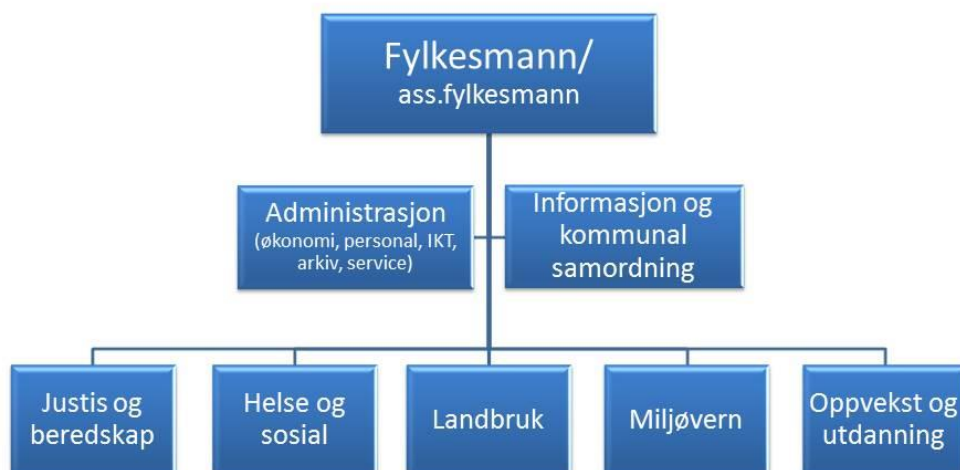 Fylkesmann/
ass.fylkesmann
Administrasjon
(økonomi, personal, IKT,
arkiv, service)
Informasjon og
kommunal
samordning
Justis og
beredskap
Helse og
sosial
Landbruk
Miljøvern
Oppvekst og
utdanning